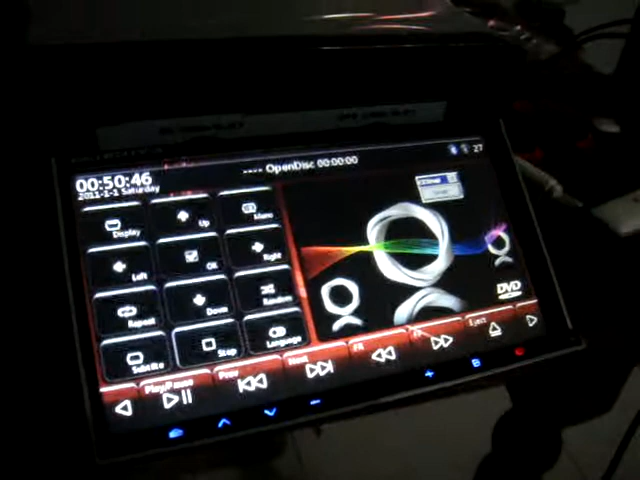 00:50:46
2011-1-1 Saturday
OpenDisc 00:00:00
27
Display
Up
Menu
Left
OK
Right
Repeat
Down
Random
Subtitle
Stop
Language
DVD
Play/Pause
Prev
Next
FR
FF
Eject